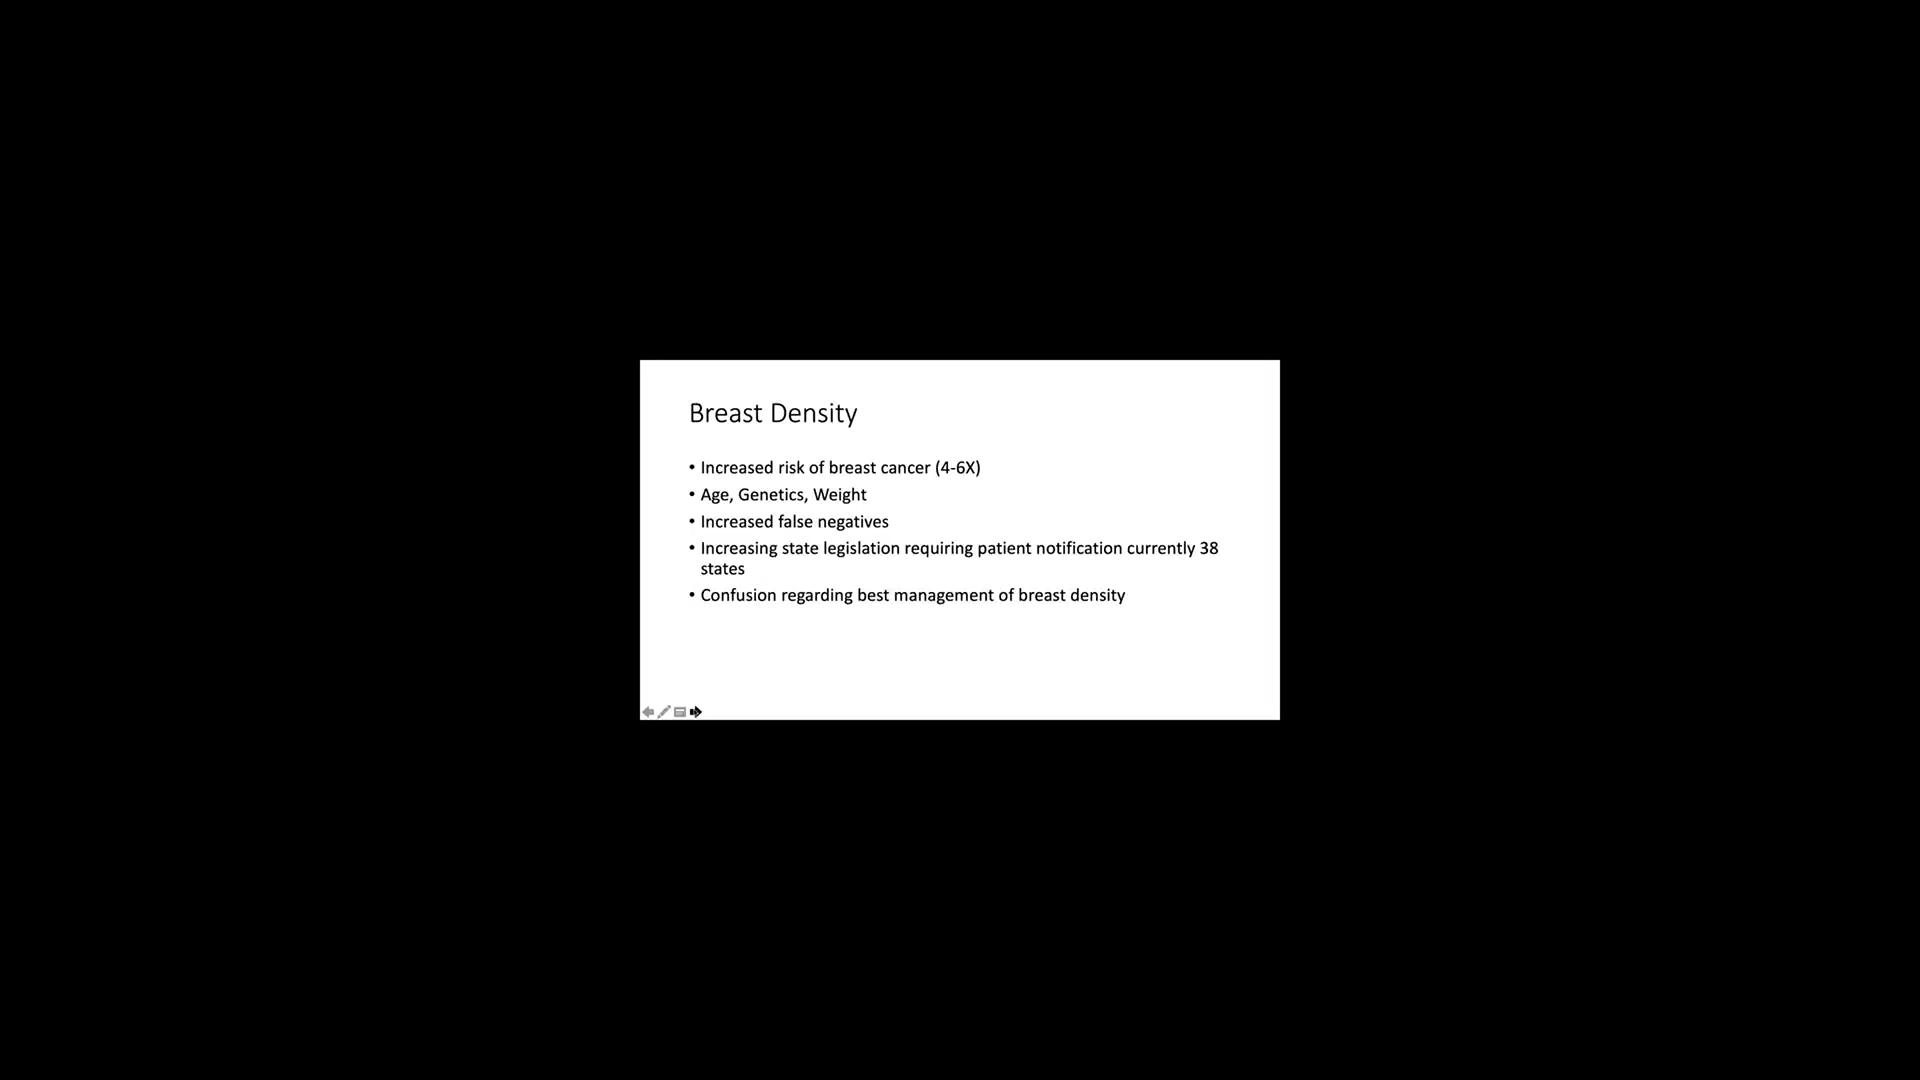 Breast Density
• Increased risk of breast cancer (4-6X)
• Age, Genetics, Weight
• Increased false negatives
• Increasing state legislation requiring patient notification currently 38
states
• Confusion regarding best management of breast density